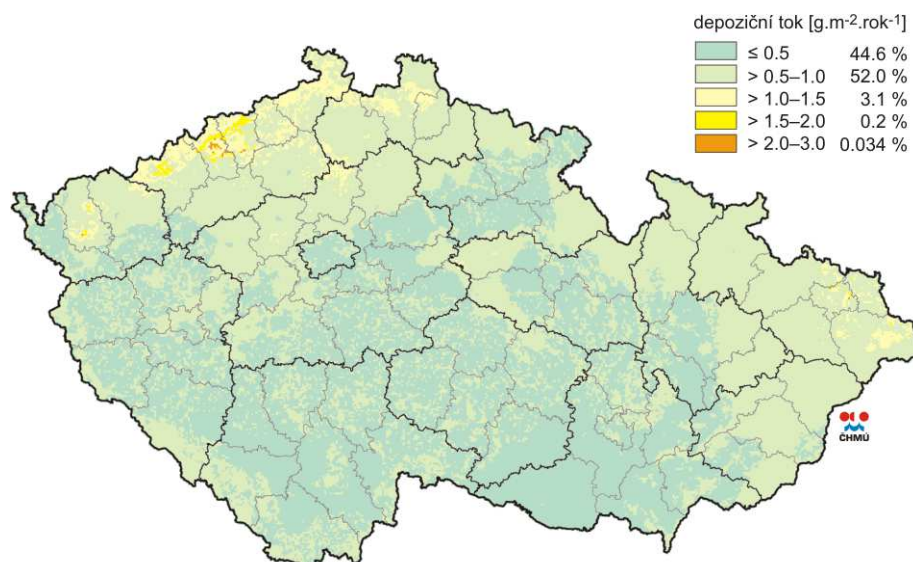 depoziční tok [g.m-2.rok-1]
≤ 0.5 44.6 %
> 0.5–1.0 52.0 %
> 1.0–1.5 3.1 %
> 1.5–2.0 0.2 %
> 2.0–3.0 0.034 %
ČHMÚ